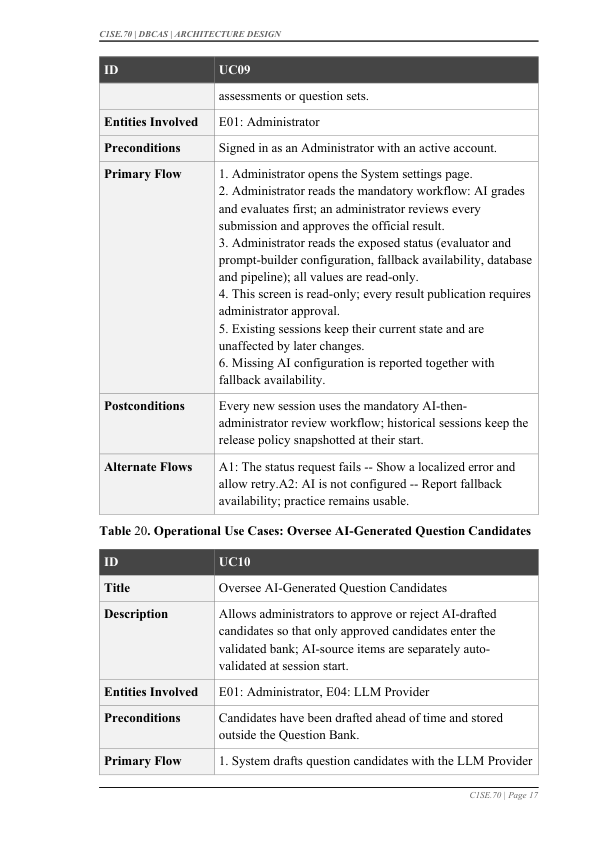 C1SE.70 | DBCAS | ARCHITECTURE DESIGN
ID UC09
assessments or question sets.
Entities Involved E01: Administrator
Preconditions Signed in as an Administrator with an active account.
Primary Flow 1. Administrator opens the System settings page.
2. Administrator reads the mandatory workflow: AI grades
and evaluates first; an administrator reviews every
submission and approves the official result.
3. Administrator reads the exposed status (evaluator and
prompt-builder configuration, fallback availability, database
and pipeline); all values are read-only.
4. This screen is read-only; every result publication requires
administrator approval.
5. Existing sessions keep their current state and are
unaffected by later changes.
6. Missing AI configuration is reported together with
fallback availability.
Postconditions Every new session uses the mandatory AI-then-
administrator review workflow; historical sessions keep the
release policy snapshotted at their start.
Alternate Flows A1: The status request fails -- Show a localized error and
allow retry.A2: AI is not configured -- Report fallback
availability; practice remains usable.
Table 20. Operational Use Cases: Oversee AI-Generated Question Candidates
ID UC10
Title Oversee AI-Generated Question Candidates
Description Allows administrators to approve or reject AI-drafted
candidates so that only approved candidates enter the
validated bank; AI-source items are separately auto-
validated at session start.
Entities Involved E01: Administrator, E04: LLM Provider
Preconditions Candidates have been drafted ahead of time and stored
outside the Question Bank.
Primary Flow 1. System drafts question candidates with the LLM Provider
C1SE.70 | Page 17